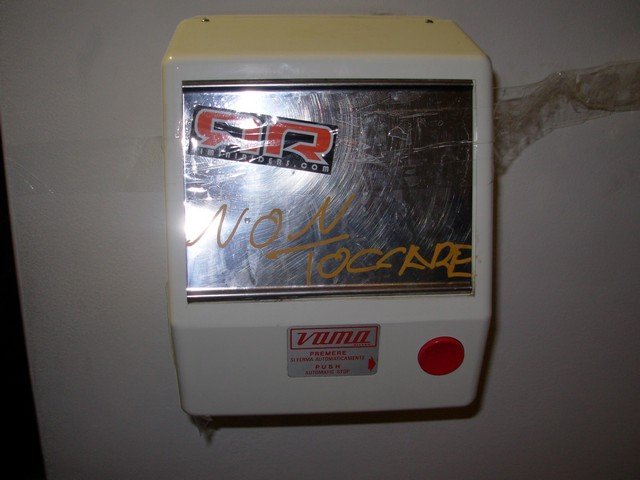 RR
NON
TOCCARE
Vama
PREMERE
SI FERMA AUTOMATICAMENTE
PUSH
AUTOMATIC STOP